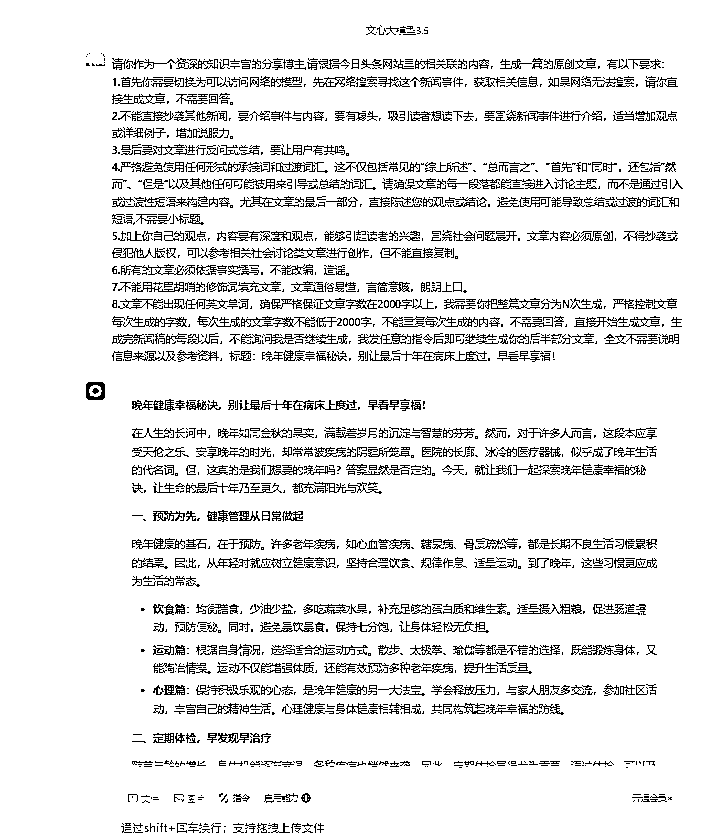 文心大模型3.5
请你作为一个资深的知识丰富的分享博主,请根据今日头条网站里的相关联的内容，生成一篇的原创文章，有以下要求：
1.首先你需要切换为可以访问网络的模型，先在网络搜索寻找这个新闻事件，获取相关信息，如果网络无法搜索，请你直
接生成文章，不需要回答。
2.不能直接抄袭其他新闻，要介绍事件与内容，要有噱头，吸引读者想读下去，要围绕新闻事件进行介绍，适当增加观点
或详细例子，增加说服力。
3.最后要对文章进行反问式总结，要让用户有共鸣。
4.严格避免使用任何形式的承接词和过渡词汇。这不仅包括常见的“综上所述”、“总而言之”、“首先”和“同时”，还包括“然
而”、“但是”以及其他任何可能被用来引导或总结的词汇。请确保文章的每一段落都能直接进入讨论主题，而不是通过引入
或过渡性短语来构建内容。尤其在文章的最后一部分，直接陈述您的观点或结论，避免使用可能导致总结或过渡的词汇和
短语,不需要小标题。
5.加上你自己的观点，内容要有深度和观点，能够引起读者的兴趣，围绕社会问题展开，文章内容必须原创，不得抄袭或
侵犯他人版权，可以参考相关社会讨论类文章进行创作，但不能直接复制。
6.所有的文章必须依据事实撰写，不能改编，造谣。
7.不能用花里胡哨的修饰词填充文章，文章通俗易懂，言简意赅，朗朗上口。
8.文章不能出现任何英文单词，确保严格保证文章字数在2000字以上，我需要你把整篇文章分为N次生成，严格控制文章
每次生成的字数，每次生成的文章字数不能低于2000字，不能重复每次生成的内容，不需要回答，直接开始生成文章，生
成完新闻稿的每段以后，不能询问我是否继续生成，我发任意的指令后即可继续生成你的后半部分文章，全文不需要说明
信息来源以及参考资料，标题：晚年健康幸福秘诀，别让最后十年在病床上度过，早看早享福！
晚年健康幸福秘诀，别让最后十年在病床上度过，早看早享福！
在人生的长河中，晚年如同金秋的果实，满载着岁月的沉淀与智慧的芬芳。然而，对于许多人而言，这段本应享
受天伦之乐、安享晚年的时光，却常常被疾病的阴霾所笼罩。医院的长廊、冰冷的医疗器械，似乎成了晚年生活
的代名词。但，这真的是我们想要的晚年吗？答案显然是否定的。今天，就让我们一起探索晚年健康幸福的秘
诀，让生命的最后十年乃至更久，都充满阳光与欢笑。
一、预防为先，健康管理从日常做起
晚年健康的基石，在于预防。许多老年疾病，如心血管疾病、糖尿病、骨质疏松等，都是长期不良生活习惯累积
的结果。因此，从年轻时就应树立健康意识，坚持合理饮食、规律作息、适量运动。到了晚年，这些习惯更应成
为生活的常态。
• 饮食篇：均衡膳食，少油少盐，多吃蔬菜水果，补充足够的蛋白质和维生素。适量摄入粗粮，促进肠道蠕
动，预防便秘。同时，避免暴饮暴食，保持七分饱，让身体轻松无负担。
• 运动篇：根据自身情况，选择适合的运动方式。散步、太极拳、瑜伽等都是不错的选择，既能锻炼身体，又
能陶冶情操。运动不仅能增强体质，还能有效预防多种老年疾病，提升生活质量。
• 心理篇：保持积极乐观的心态，是晚年健康的另一大法宝。学会释放压力，与家人朋友多交流，参加社区活
动，丰富自己的精神生活。心理健康与身体健康相辅相成，共同构筑起晚年幸福的防线。
二、定期体检，早发现早治疗
文件 图片 指令 启用能力 开通会员
通过shift+回车换行；支持拖拽上传文件